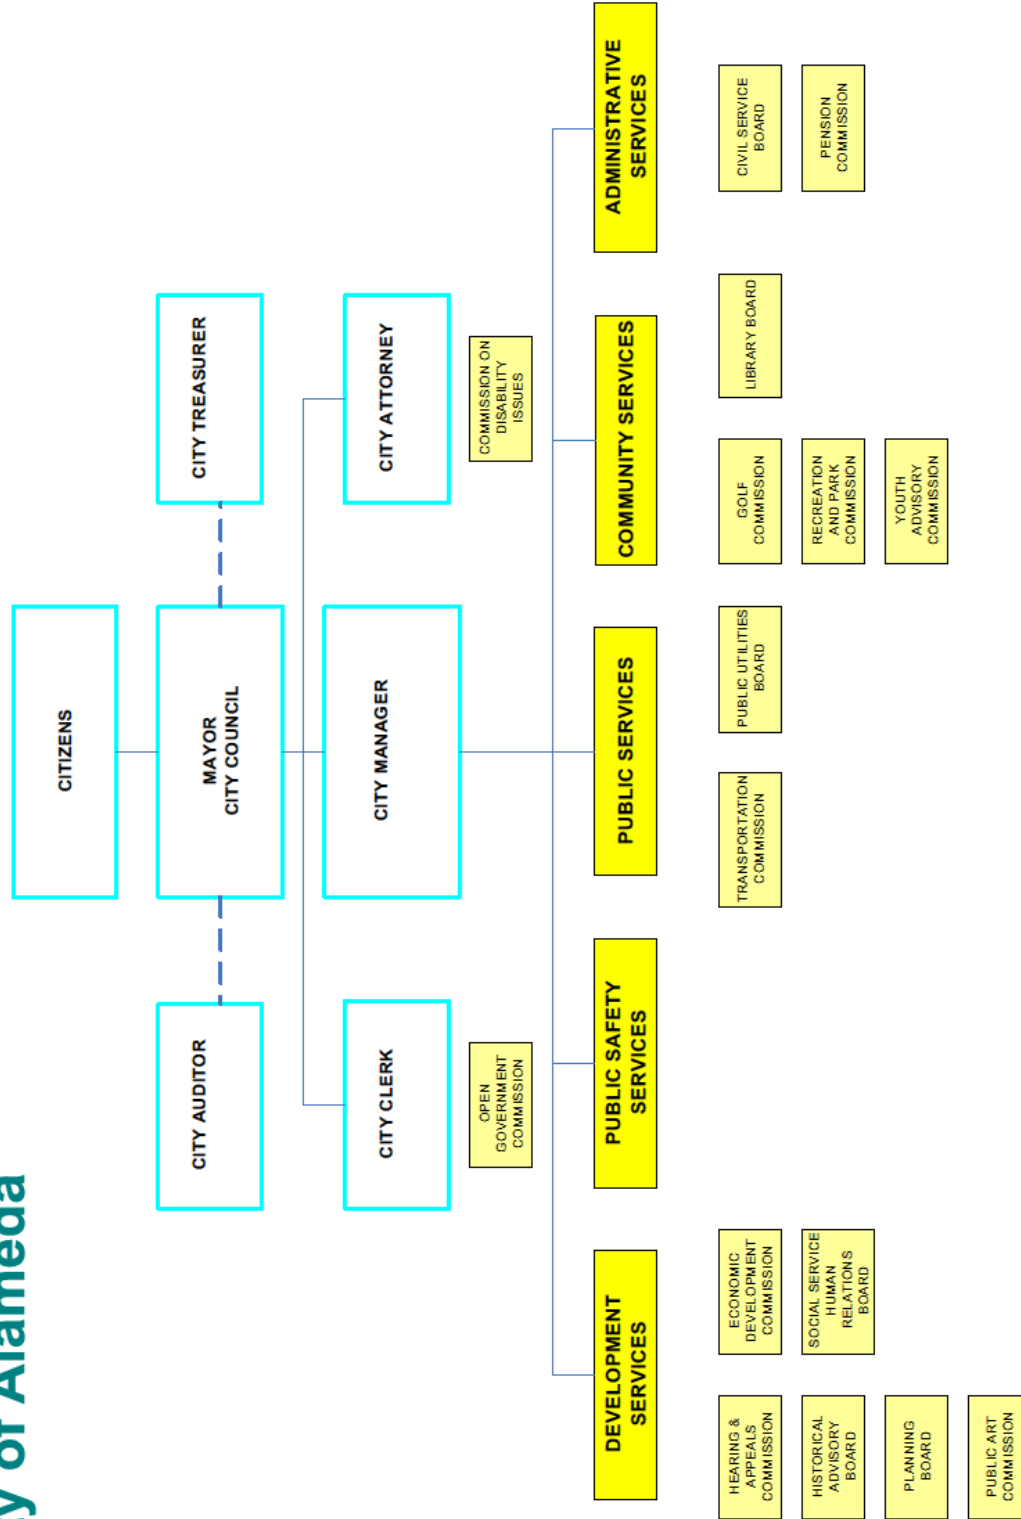 y of Alameda
CITIZENS
CITY AUDITOR
MAYOR
CITY COUNCIL
CITY TREASURER
CITY CLERK
CITY MANAGER
CITY ATTORNEY
OPEN
GOVERNMENT
COMMISSION
COMMISSION ON
DISABILITY
ISSUES
DEVELOPMENT
SERVICES
PUBLIC SAFETY
SERVICES
PUBLIC SERVICES
COMMUNITY SERVICES
ADMINISTRATIVE
SERVICES
HEARING &
APPEALS
COMMISSION
ECONOMIC
DEVELOPMENT
COMMISSION
TRANSPORTATION
COMMISSION
PUBLIC UTILITIES
BOARD
GOLF
COMMISSION
LIBRARY BOARD
CIVIL SERVICE
BOARD
HISTORICAL
ADVISORY
BOARD
SOCIAL SERVICE
HUMAN
RELATIONS
BOARD
RECREATION
AND PARK
COMMISSION
PENSION
COMMISSION
PLANNING
BOARD
YOUTH
ADVISORY
COMMISSION
PUBLIC ART
COMMISSION